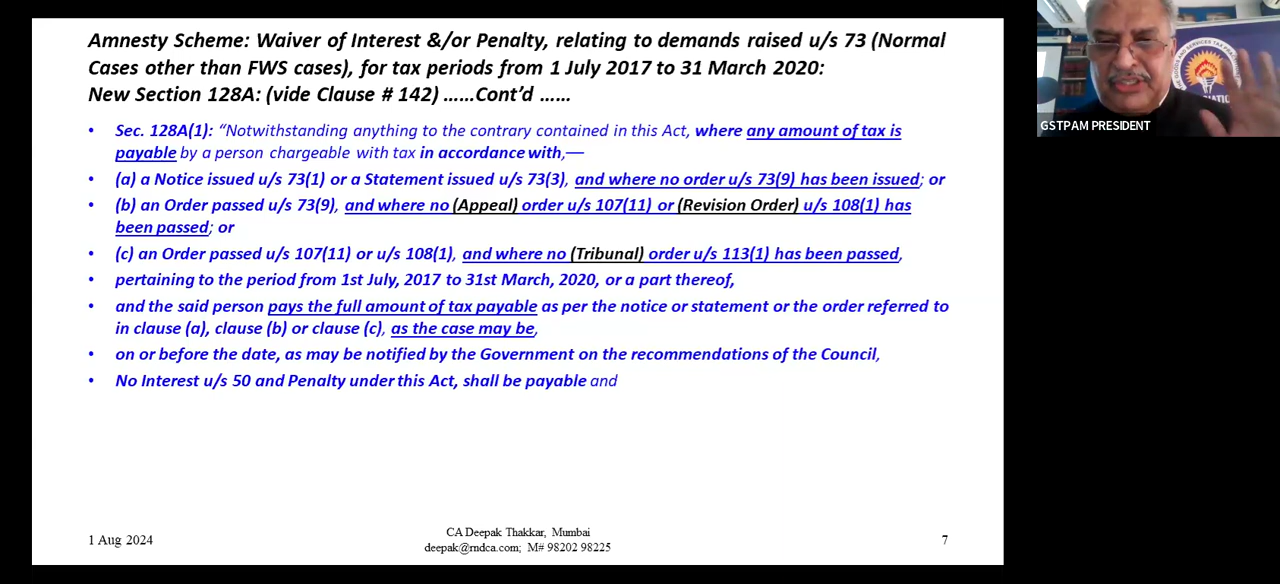 Amnesty Scheme: Waiver of Interest &/or Penalty, relating to demands raised u/s 73 (Normal
Cases other than FWS cases), for tax periods from 1 July 2017 to 31 March 2020:
New Section 128A: (vide Clause # 142) ……Cont’d ……
• Sec. 128A(1): “Notwithstanding anything to the contrary contained in this Act, where any amount of tax is
payable by a person chargeable with tax in accordance with,––
• (a) a Notice issued u/s 73(1) or a Statement issued u/s 73(3), and where no order u/s 73(9) has been issued; or
• (b) an Order passed u/s 73(9), and where no (Appeal) order u/s 107(11) or (Revision Order) u/s 108(1) has
been passed; or
• (c) an Order passed u/s 107(11) or u/s 108(1), and where no (Tribunal) order u/s 113(1) has been passed,
• pertaining to the period from 1st July, 2017 to 31st March, 2020, or a part thereof,
• and the said person pays the full amount of tax payable as per the notice or statement or the order referred to
in clause (a), clause (b) or clause (c), as the case may be,
• on or before the date, as may be notified by the Government on the recommendations of the Council,
• No Interest u/s 50 and Penalty under this Act, shall be payable and
1 Aug 2024
CA Deepak Thakkar, Mumbai
deepak@rndca.com; M# 98202 98225
7
GSTPAM PRESIDENT